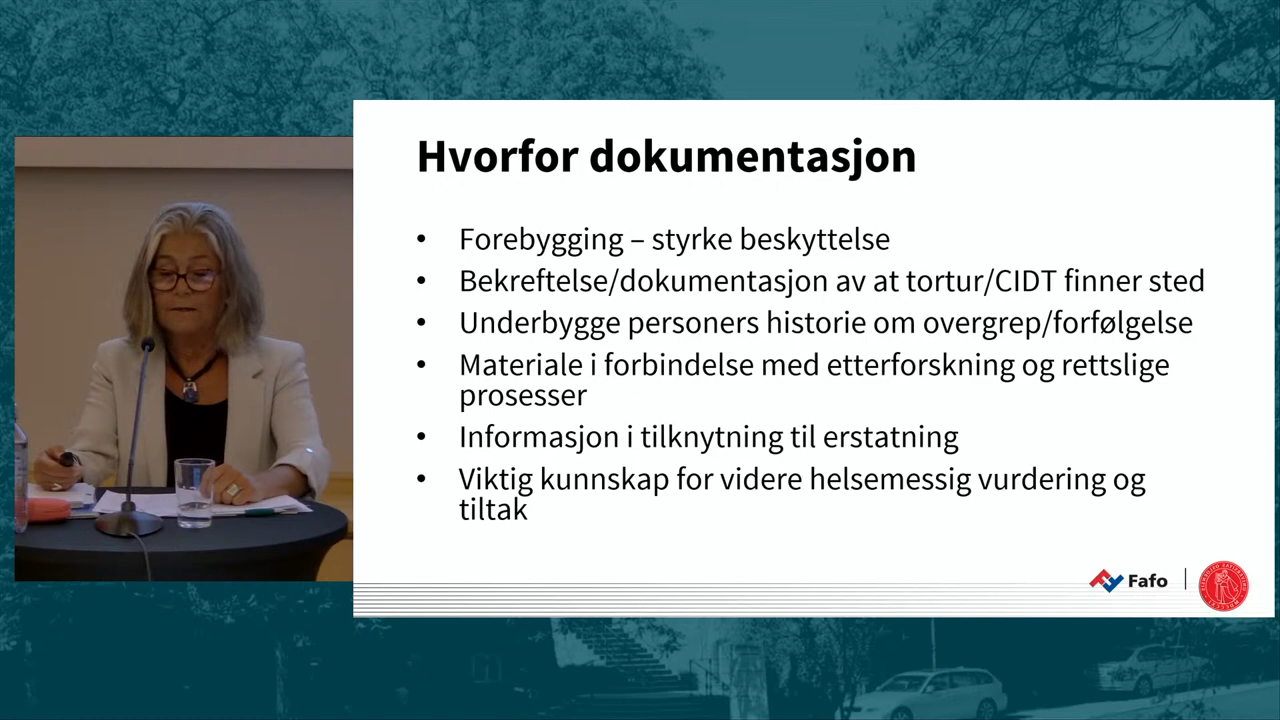 Hvorfor dokumentasjon
• Forebygging – styrke beskyttelse
• Bekreftelse/dokumentasjon av at tortur/CIDT finner sted
• Underbygge personers historie om overgrep/forfølgelse
• Materiale i forbindelse med etterforskning og rettslige
prosesser
• Informasjon i tilknytning til erstatning
• Viktig kunnskap for videre helsemessig vurdering og
tiltak
Fafo